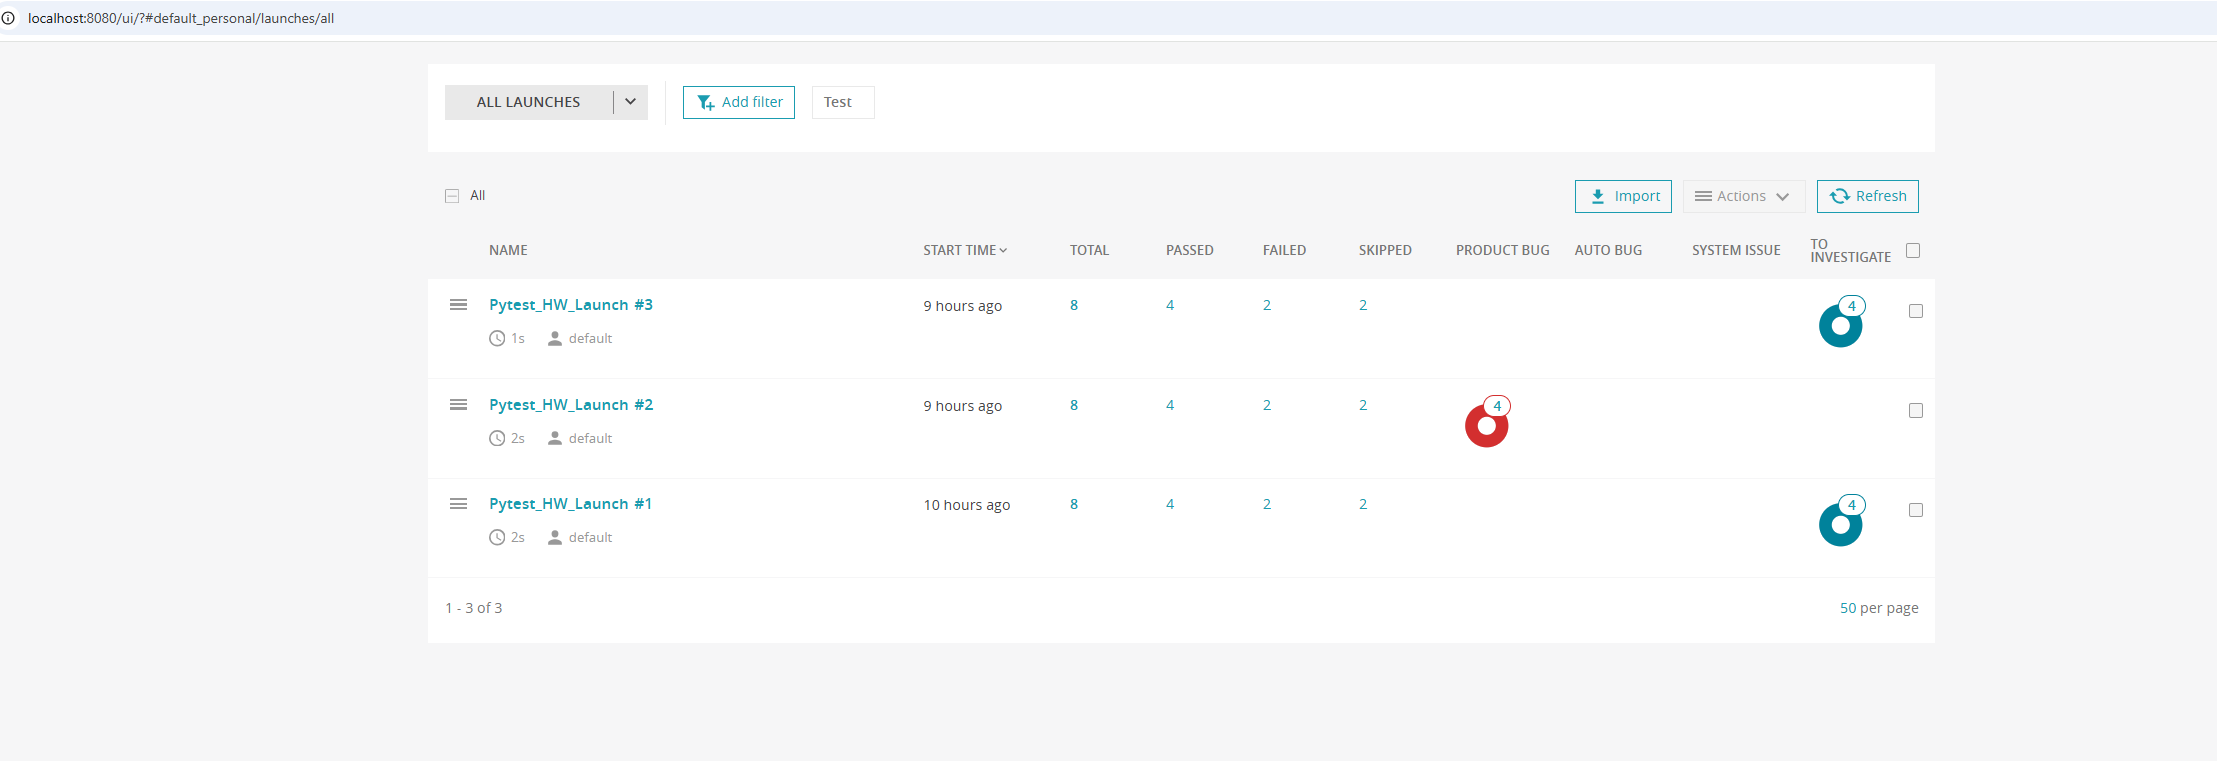 localhost:8080/ui/?#default_personal/launches/all
ALL LAUNCHES Add filter Test
All Import Actions Refresh
NAME START TIME TOTAL PASSED FAILED SKIPPED PRODUCT BUG AUTO BUG SYSTEM ISSUE TO INVESTIGATE
Pytest_HW_Launch #3 9 hours ago 8 4 2 2 4
1s default
Pytest_HW_Launch #2 9 hours ago 8 4 2 2 4
2s default
Pytest_HW_Launch #1 10 hours ago 8 4 2 2 4
2s default
1 - 3 of 3 50 per page